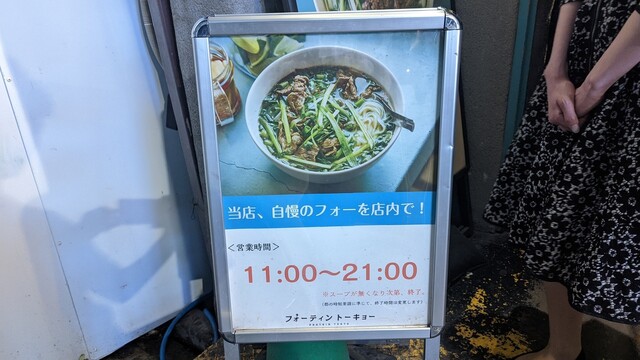 当店、自慢のフォーを店内で！
＜営業時間＞
11:00〜21:00
※スープが無くなり次第、終了。
フォーティントーキョー
PHOTHIN TOKYO